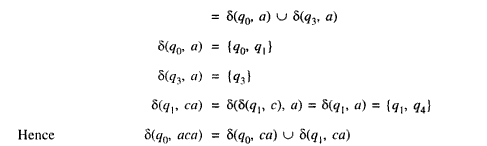 = δ(q₀, a) ∪ δ(q₃, a)
δ(q₀, a) = {q₀, q₁}
δ(q₃, a) = {q₃}
δ(q₁, ca) = δ(δ(q₁, c), a) = δ(q₁, a) = {q₁, q₄}
Hence δ(q₀, aca) = δ(q₀, ca) ∪ δ(q₁, ca)